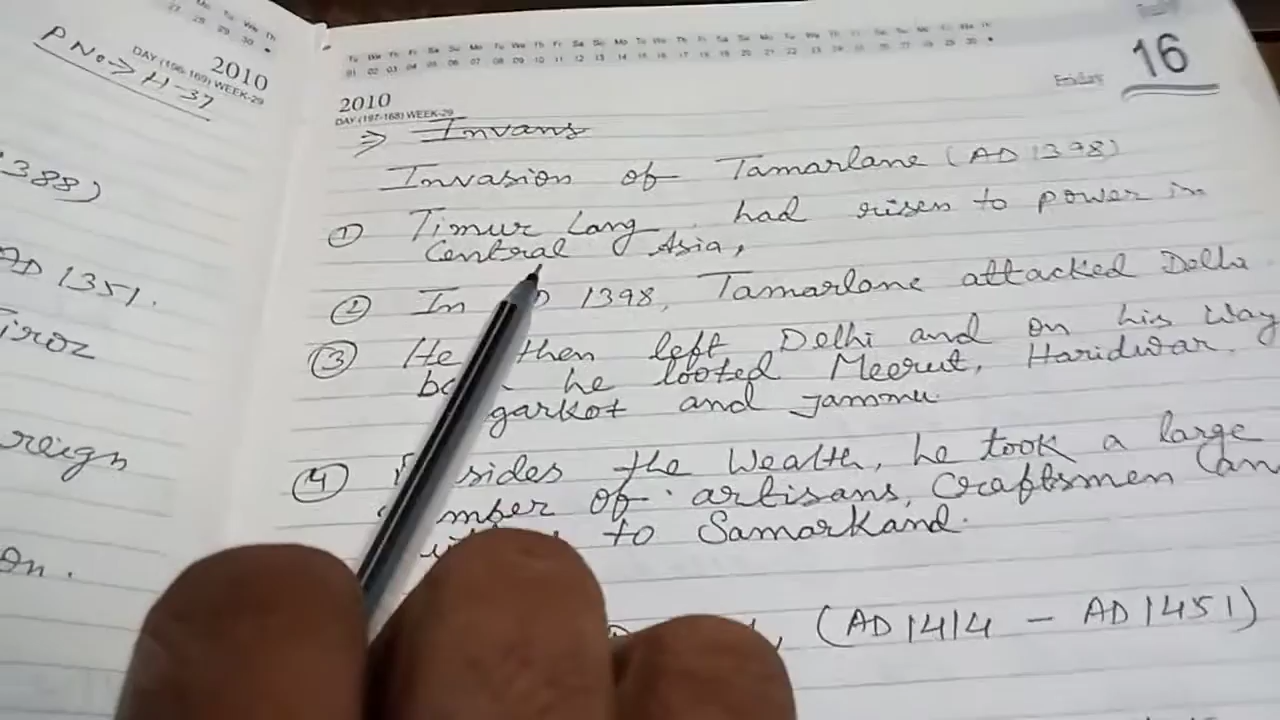 2010
DAY (196-169) WEEK-29
P No. ⇒ H-37
388)
AD 1351.
iroz
reign
on.
2010
DAY (197-168) WEEK-29
Friday
16
⇒ Invans
Invasion of Tamarlane (AD 1398)
① Timur Lang had risen to power in
Central Asia,
② In 1398, Tamarlane attacked Delhi
③ He then left Delhi and on his way
he looted Meerut, Haridwar
garkot and Jammu.
④ sides the Wealth, he took a large
mber of artisans, Craftsmen (an
to Samarkand.
(AD 1414 - AD 1451)